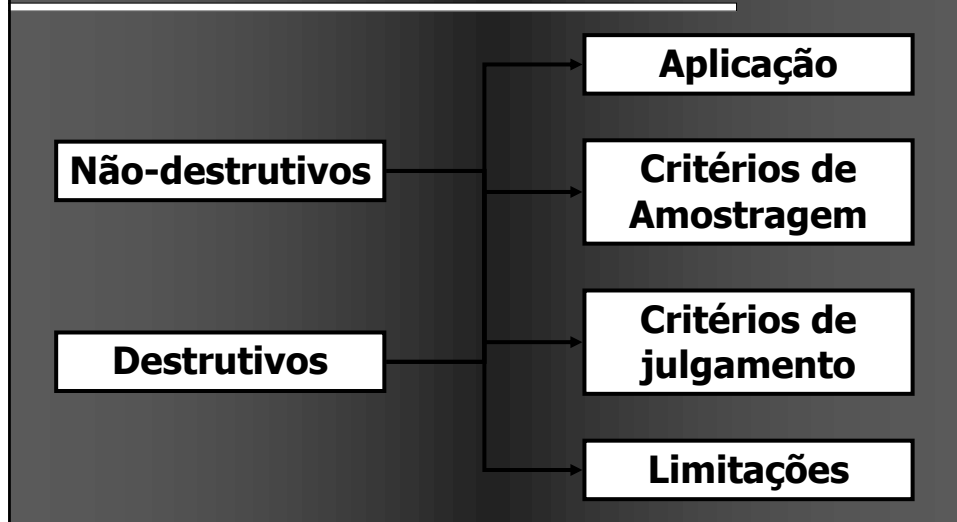 Não-destrutivos
Destrutivos
Aplicação
Critérios de
Amostragem
Critérios de
julgamento
Limitações